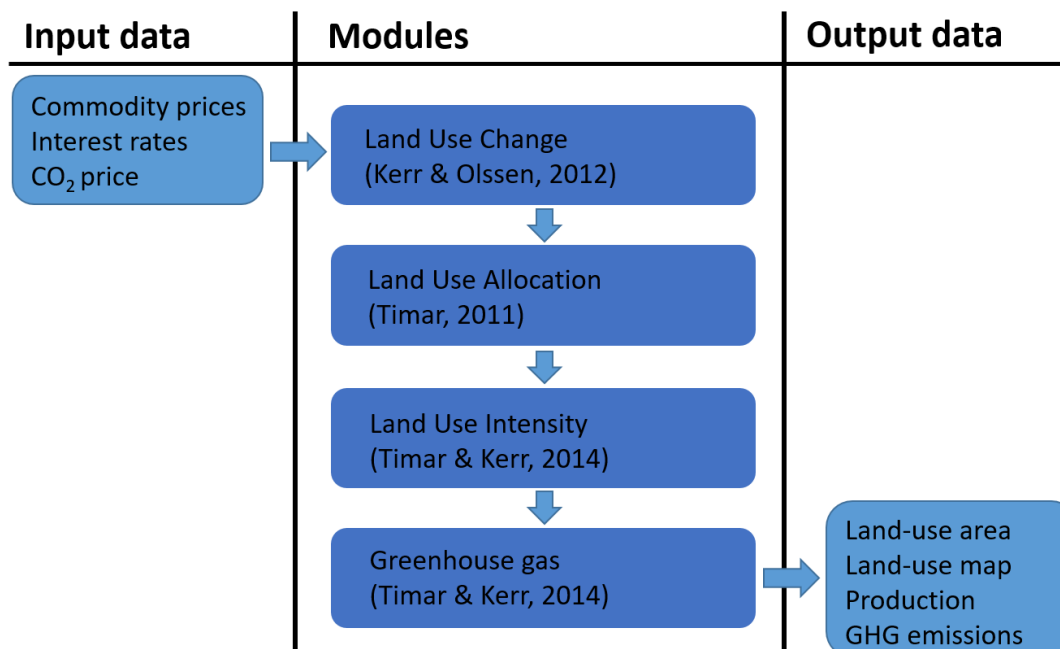 Input data
Modules
Output data
Commodity prices
Interest rates
CO₂ price
Land Use Change
(Kerr & Olssen, 2012)
Land Use Allocation
(Timar, 2011)
Land Use Intensity
(Timar & Kerr, 2014)
Greenhouse gas
(Timar & Kerr, 2014)
Land-use area
Land-use map
Production
GHG emissions